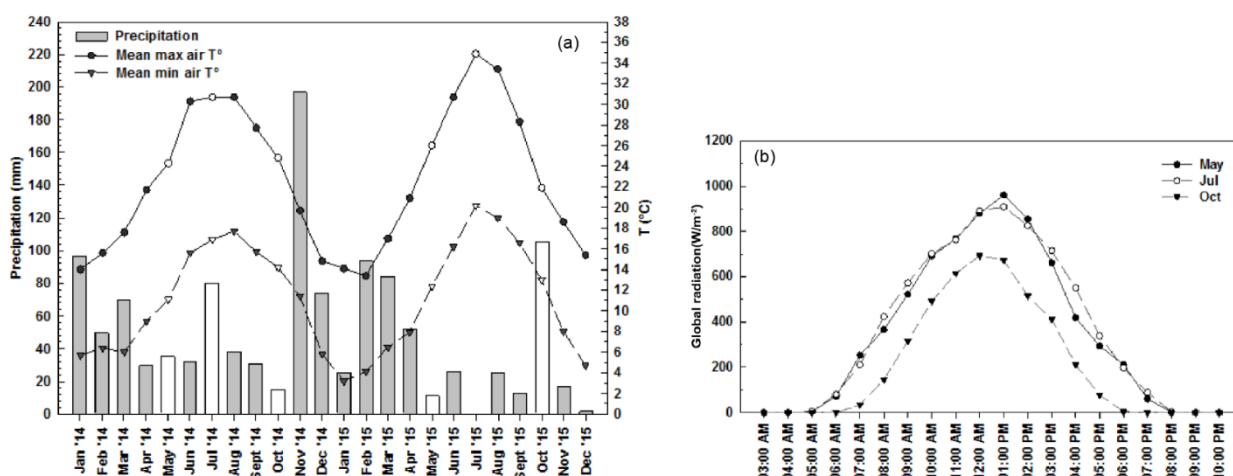 240
220
200
180
160
140
120
100
80
60
40
20
0
Precipitation (mm)
Precipitation
Mean max air T°
Mean min air T°
(a)
38
36
34
32
30
28
26
24
22
20
18
16
14
12
10
8
6
4
2
0
T (°C)
Jan '14
Feb '14
Mar '14
Apr '14
May '14
Jun '14
Jul '14
Aug '14
Sept '14
Oct '14
Nov '14
Dec '14
Jan '15
Feb '15
Mar '15
Apr '15
May '15
Jun '15
Jul '15
Aug '15
Sept '15
Oct '15
Nov '15
Dec '15
(b)
1200
1000
800
600
400
200
0
Global radiation(W/m⁻²)
May
Jul
Oct
03:00 AM
04:00 AM
05:00 AM
06:00 AM
07:00 AM
08:00 AM
09:00 AM
10:00 AM
11:00 AM
12:00 AM
01:00 PM
02:00 PM
03:00 PM
04:00 PM
05:00 PM
06:00 PM
07:00 PM
08:00 PM
09:00 PM
10:00 PM